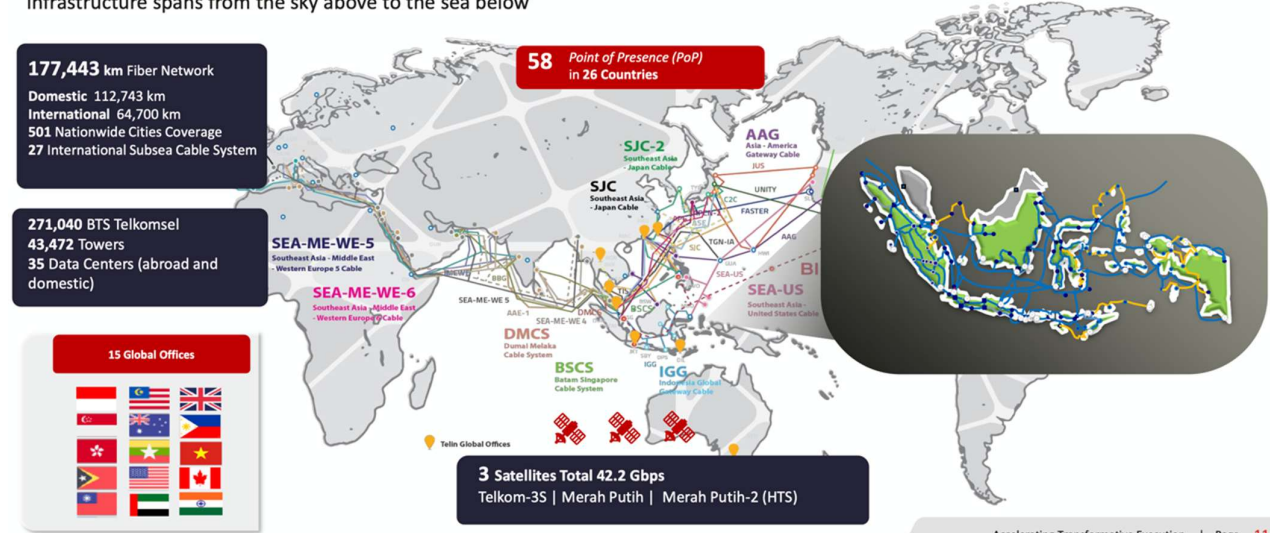 infrastructure spans from the sky above to the sea below
177,443 km Fiber Network
Domestic 112,743 km
International 64,700 km
501 Nationwide Cities Coverage
27 International Subsea Cable System
58 Point of Presence (PoP)
in 26 Countries
271,040 BTS Telkomsel
43,472 Towers
35 Data Centers (abroad and
domestic)
15 Global Offices
SJC-2
Southeast Asia
- Japan Cable
AAG
Asia - America
Gateway Cable
JUS
SJC
Southeast Asia
- Japan Cable
UNITY
C2C
FASTER
AAG
TGN-IA
SJC
SEA-US
SEA-ME-WE-5
Southeast Asia - Middle East
- Western Europe 5 Cable
SEA-ME-WE-6
Southeast Asia - Middle East
- Western Europe Cable
BBG
SEA-ME-WE 5
AAE-1
SEA-ME-WE 4
DMCS
BSCS
BI
SEA-US
Southeast Asia -
United States Cable
DMCS
Dumai Melaka
Cable System
BSCS
Batam Singapore
Cable System
IGG
IGG
Indonesia Global
Gateway Cable
Telin Global Offices
3 Satellites Total 42.2 Gbps
Telkom-3S | Merah Putih | Merah Putih-2 (HTS)